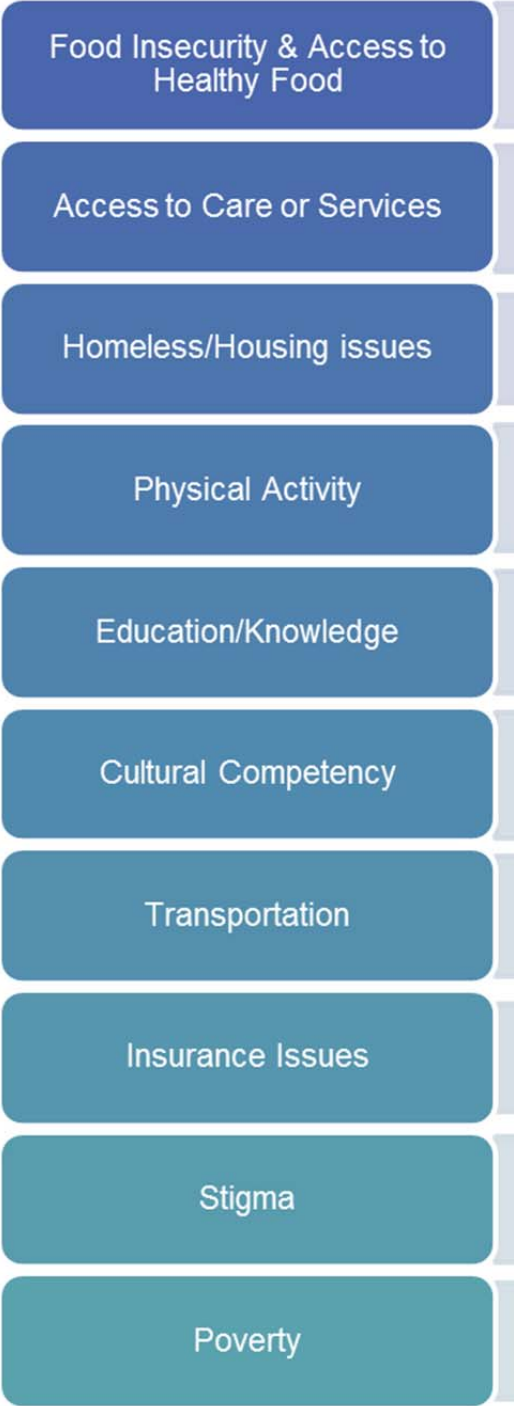 Food Insecurity & Access to
Healthy Food
Access to Care or Services
Homeless/Housing issues
Physical Activity
Education/Knowledge
Cultural Competency
Transportation
Insurance Issues
Stigma
Poverty